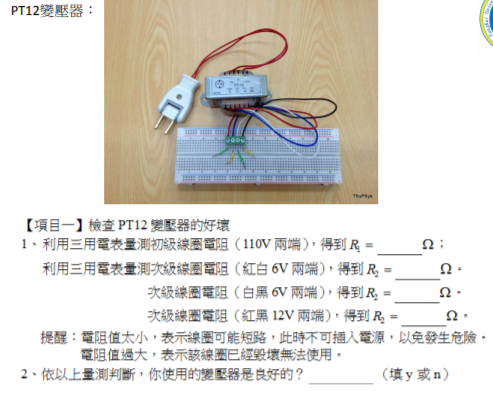 PT12變壓器：
ThuPhys
【項目一】檢查 PT12 變壓器的好壞
1、利用三用電表量測初級線圈電阻（110V 兩端），得到 R₁ = ______Ω；
利用三用電表量測次級線圈電阻（紅白 6V 兩端），得到 R₂ = ______Ω。
次級線圈電阻（白黑 6V 兩端），得到 R₂ = ______Ω。
次級線圈電阻（紅黑 12V 兩端），得到 R₂ = ______Ω。
提醒：電阻值太小，表示線圈可能短路，此時不可插入電源，以免發生危險。
電阻值過大，表示該線圈已經毀壞無法使用。
2、依以上量測判斷，你使用的變壓器是良好的？ __________ （填 y 或 n）